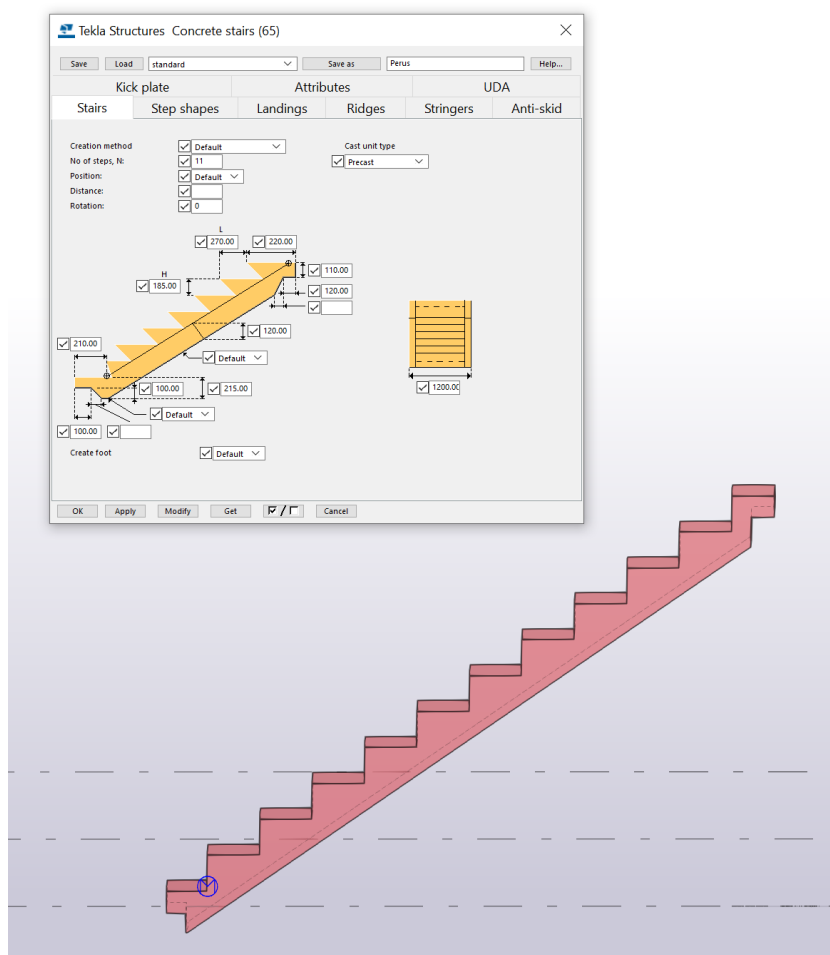 Tekla Structures  Concrete stairs (65)
Save Load standard Save as Perus Help...
Kick plate Attributes UDA
Stairs Step shapes Landings Ridges Stringers Anti-skid
Creation method Default Cast unit type
No of steps, N: 11 Precast
Position: Default
Distance:
Rotation: 0
L
270.00 220.00
H
185.00
110.00
120.00
120.00
210.00
Default
100.00 215.00
1200.00
Default
100.00
Create foot Default
OK Apply Modify Get / Cancel